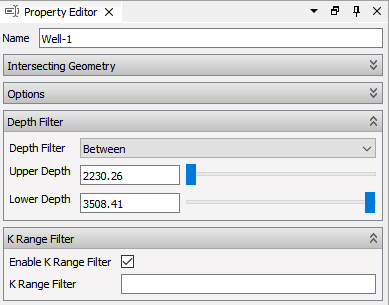 Property Editor
Name Well-1
Intersecting Geometry
Options
Depth Filter
Depth Filter Between
Upper Depth 2230.26
Lower Depth 3508.41
K Range Filter
Enable K Range Filter
K Range Filter